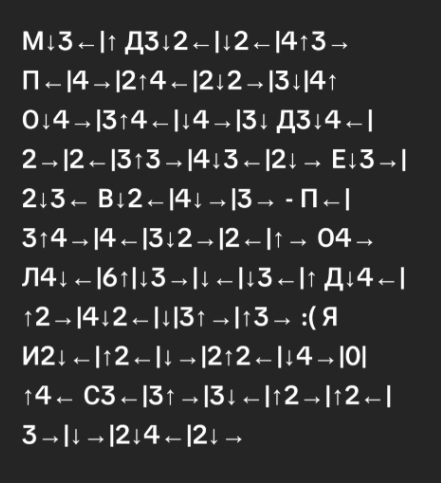 М↓3←|↑ Д3↓2←|↓2←|4↑3→
П←|4→|2↑4←|2↓2→|3↓|4↑
О↓4→|3↑4←|↓4→|3↓ Д3↓4←|
2→|2←|3↑3→|4↓3←|2↓→ Е↓3→|
2↓3← В↓2←|4↓→|3→ - П←|
3↑4→|4←|3↓2→|2←|↑→ О4→
Л4↓←|6↑|↓3→|↓←|↓3←|↑ Д↓4←|
↑2→|4↓2←|↓|3↑→|↑3→ :( Я
И2↓←|↑2←|↓→|2↑2←|↓4→|0|
↑4← С3←|3↑→|3↓←|↑2→|↑2←|
3→|↓→|2↓4←|2↓→